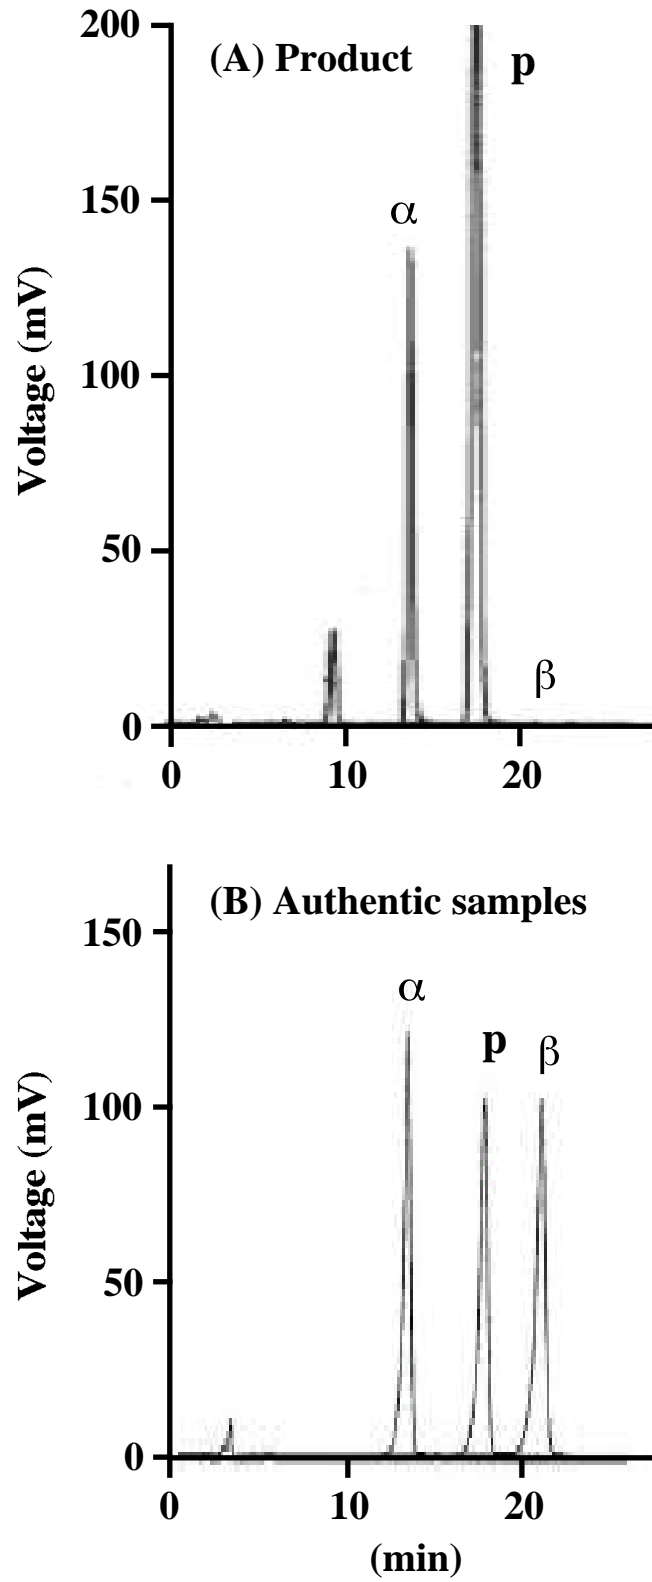 200
(A) Product
p
150
α
Voltage (mV)
100
50
β
0
0 10 20
(B) Authentic samples
150
α
p β
Voltage (mV)
100
50
0
0 10 20
(min)